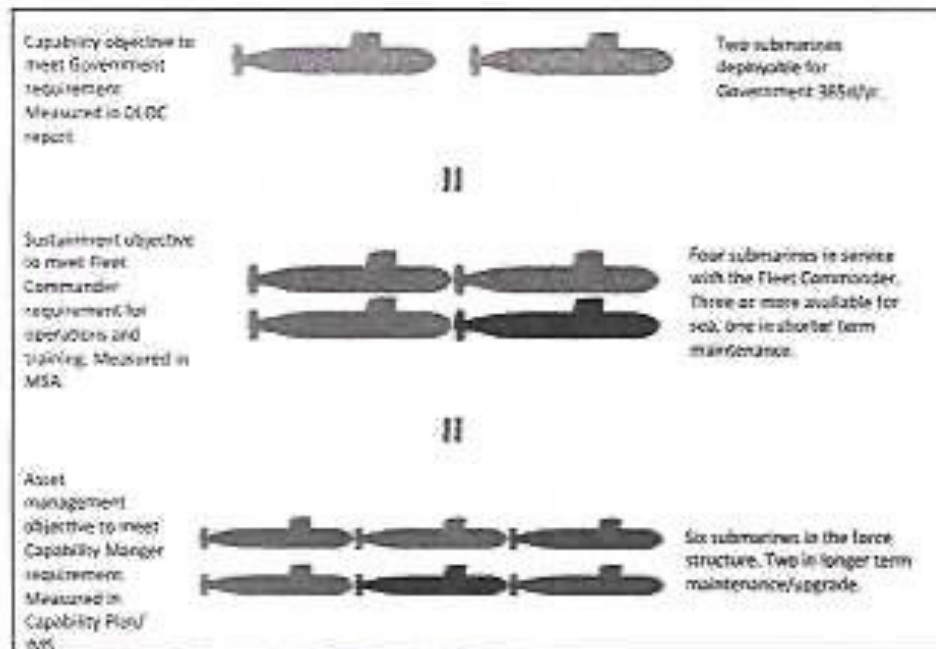 Capability objective to
meet Government
requirement
Measured in OLOC
report
Two submarines
deployable for
Government 365d/yr.
=
Sustainment objective
to meet Fleet
Commander
requirement for
operations and
training. Measured in
MSA
Four submarines in service
with the Fleet Commander.
Three or more available for
sea, one in shorter term
maintenance.
=
Asset
management
objective to meet
Capability Manger
requirement
Measured in
Capability Plan/
Six submarines in the force
structure. Two in longer term
maintenance/upgrade.